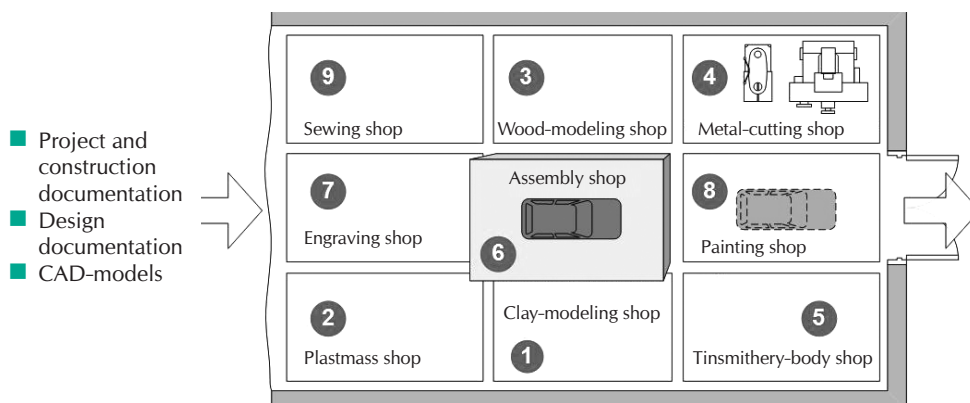 Project and
construction
documentation
Design
documentation
CAD-models
9
Sewing shop
3
Wood-modeling shop
4
Metal-cutting shop
7
Engraving shop
Assembly shop
6
8
Painting shop
2
Plastmass shop
Clay-modeling shop
1
5
Tinsmithery-body shop